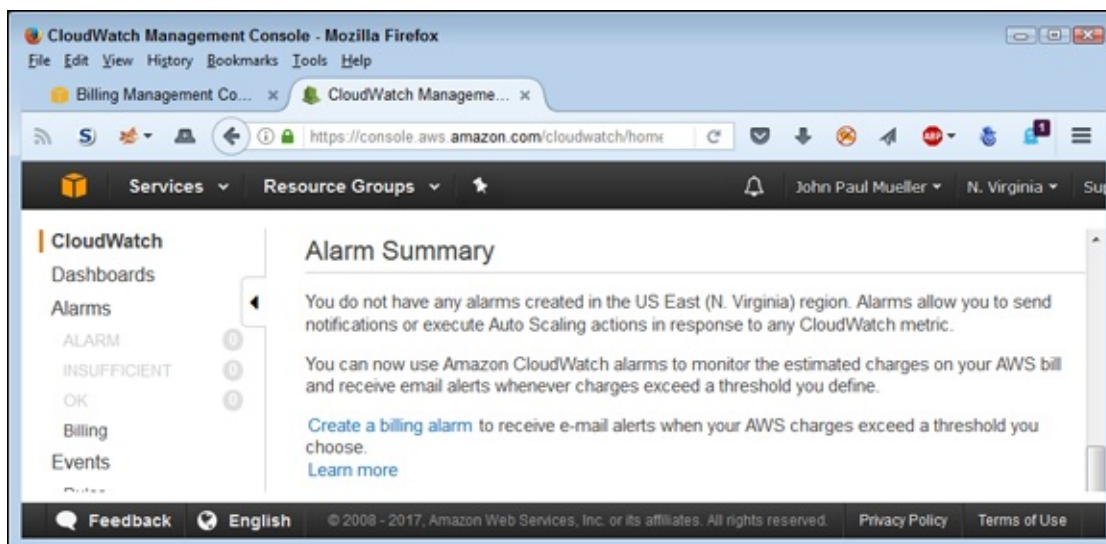 CloudWatch Management Console - Mozilla Firefox
File Edit View History Bookmarks Tools Help
Billing Management Co... × CloudWatch Manageme... ×
S ABP 1
https://console.aws.amazon.com/cloudwatch/home
Services Resource Groups John Paul Mueller N. Virginia Sup
CloudWatch
Dashboards
Alarms
ALARM 0
INSUFFICIENT 0
OK 0
Billing
Events
Alarm Summary
You do not have any alarms created in the US East (N. Virginia) region. Alarms allow you to send
notifications or execute Auto Scaling actions in response to any CloudWatch metric.
You can now use Amazon CloudWatch alarms to monitor the estimated charges on your AWS bill
and receive email alerts whenever charges exceed a threshold you define.
Create a billing alarm to receive e-mail alerts when your AWS charges exceed a threshold you
choose.
Learn more
Feedback English © 2008 - 2017, Amazon Web Services, Inc. or its affiliates. All rights reserved. Privacy Policy Terms of Use